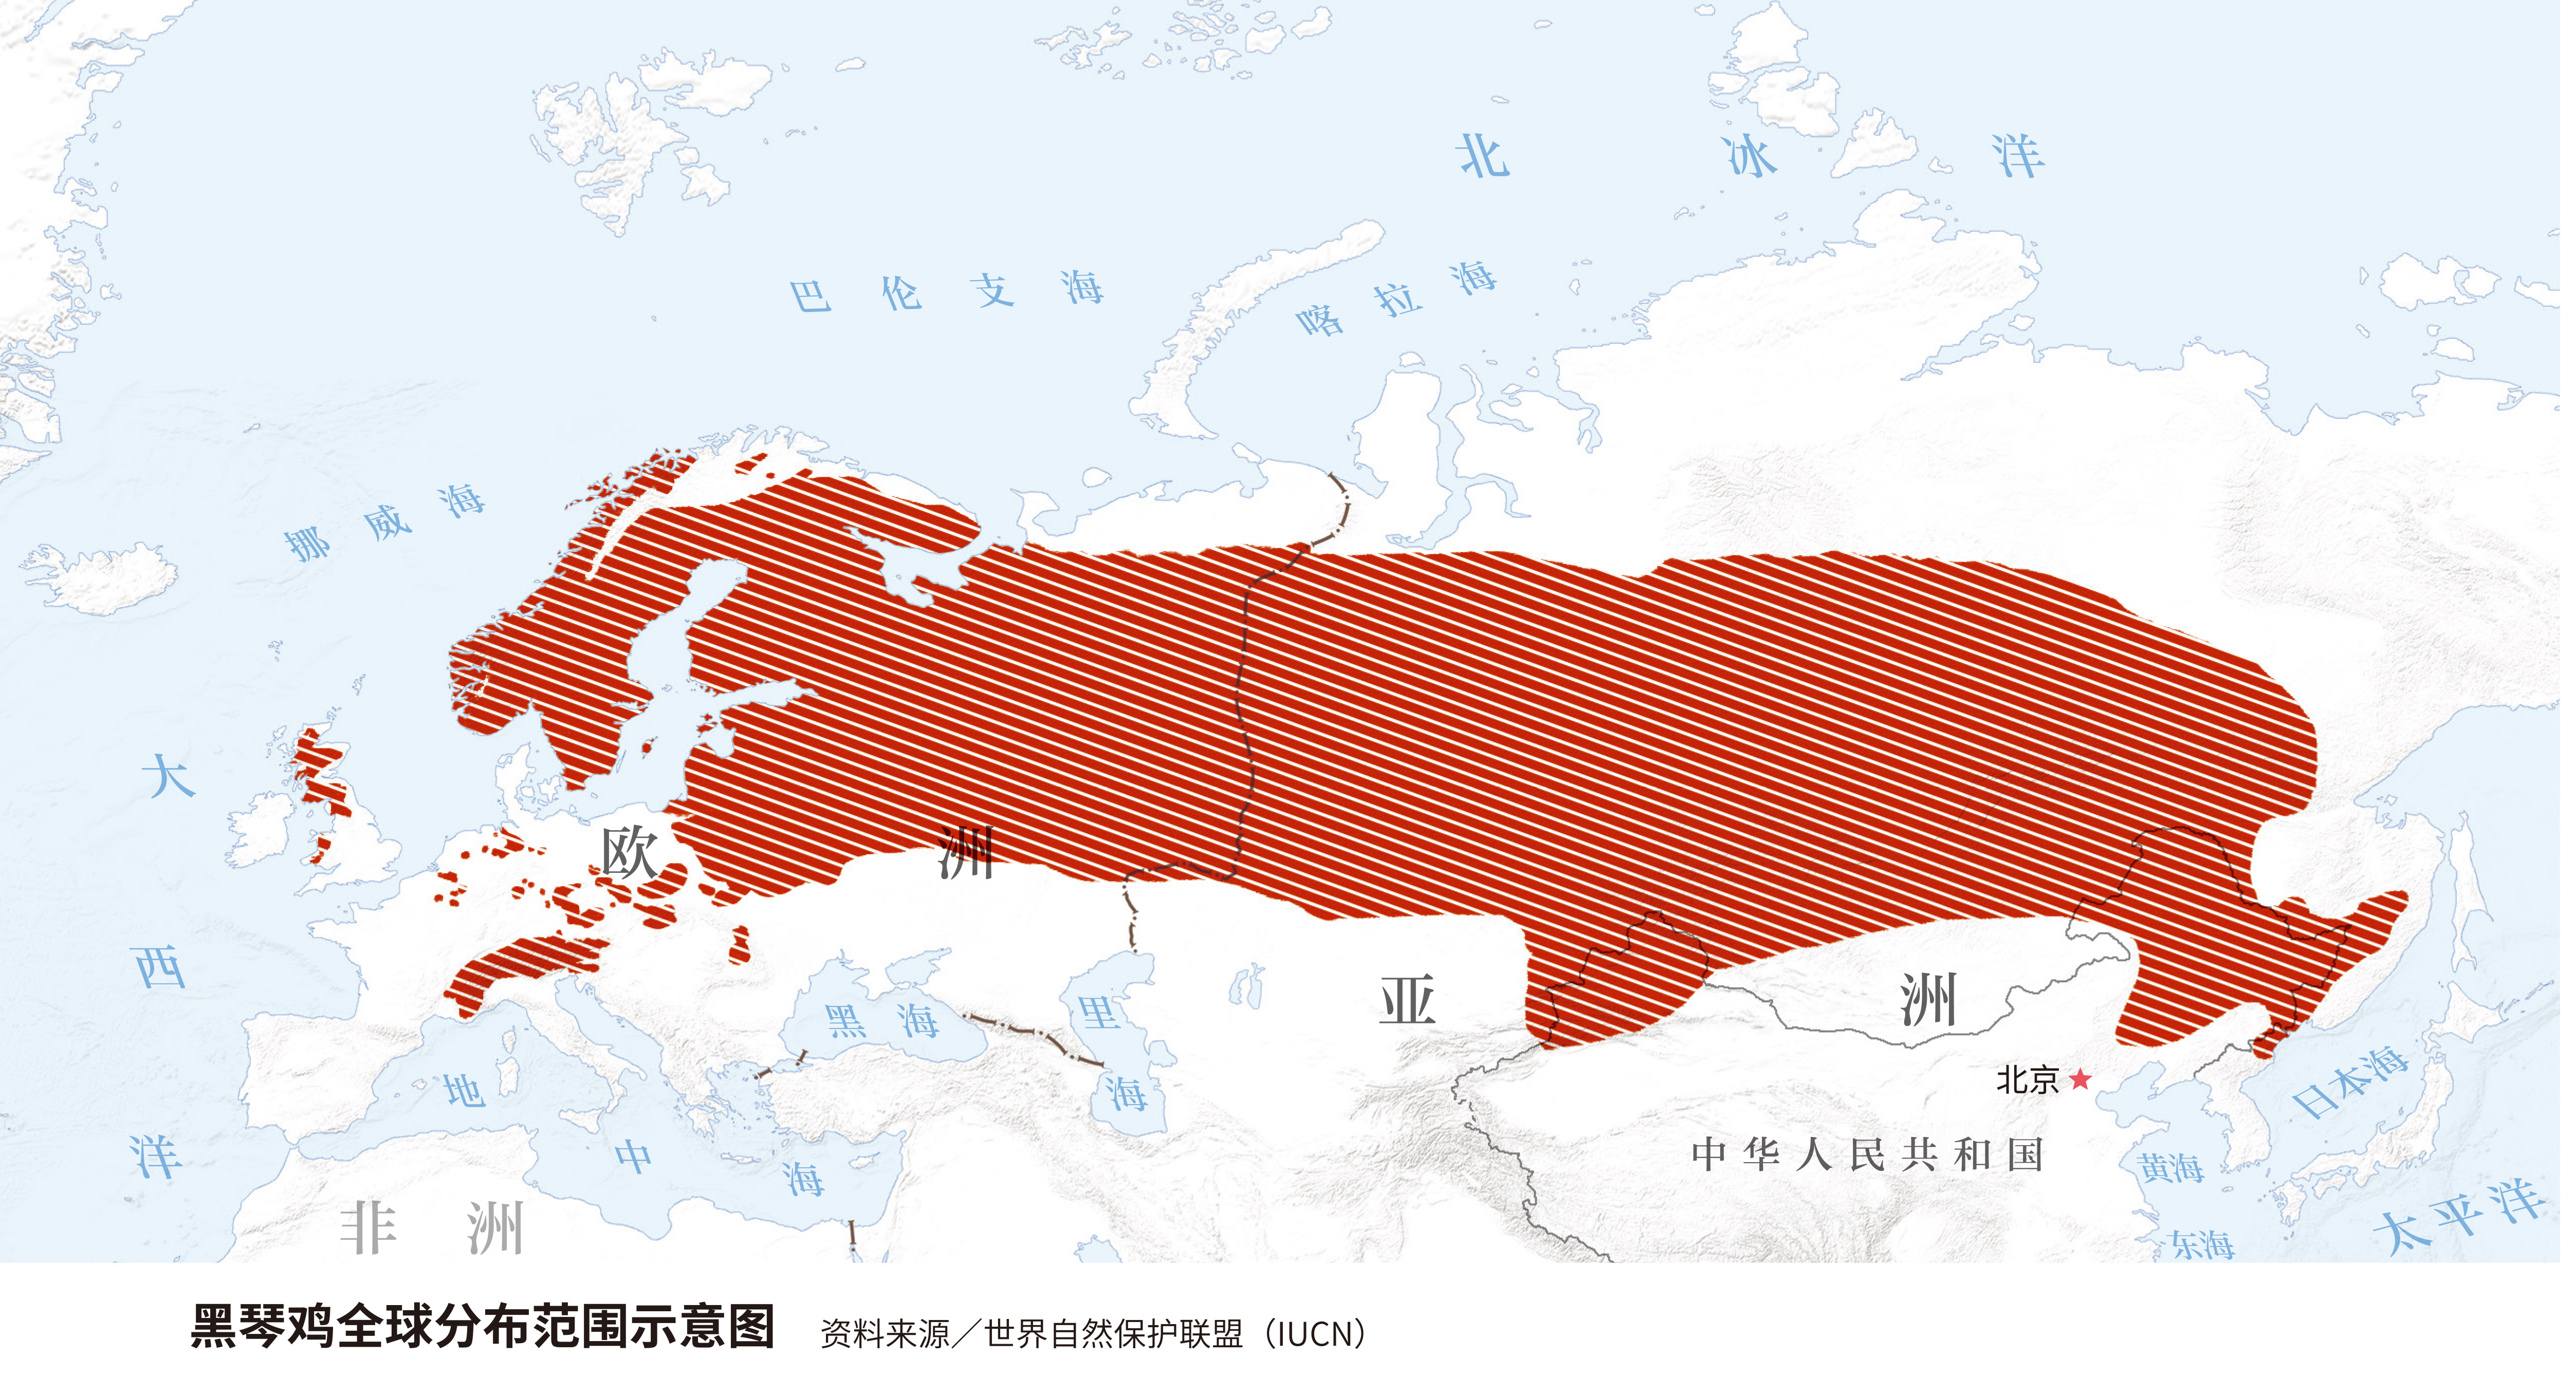 北冰洋
巴伦支海
喀拉海
挪威海
大西洋
欧洲
亚洲
黑海
里海
地中海
北京
日本海
中华人民共和国
黄海
太平洋
东海
非洲
黑琴鸡全球分布范围示意图 资料来源／世界自然保护联盟（IUCN）